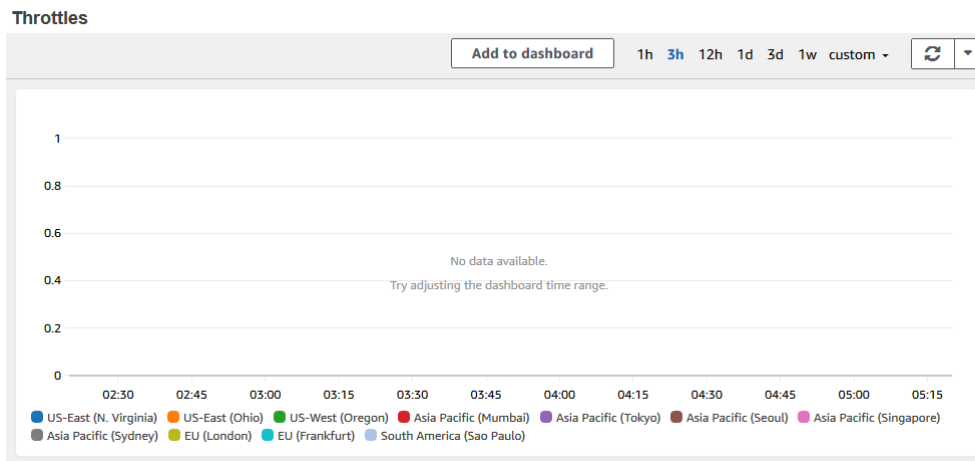 Throttles
Add to dashboard 1h 3h 12h 1d 3d 1w custom
1
0.8
0.6
No data available.
0.4
Try adjusting the dashboard time range.
0.2
0
02:30 02:45 03:00 03:15 03:30 03:45 04:00 04:15 04:30 04:45 05:00 05:15
US-East (N. Virginia) US-East (Ohio) US-West (Oregon) Asia Pacific (Mumbai) Asia Pacific (Tokyo) Asia Pacific (Seoul) Asia Pacific (Singapore)
Asia Pacific (Sydney) EU (London) EU (Frankfurt) South America (Sao Paulo)